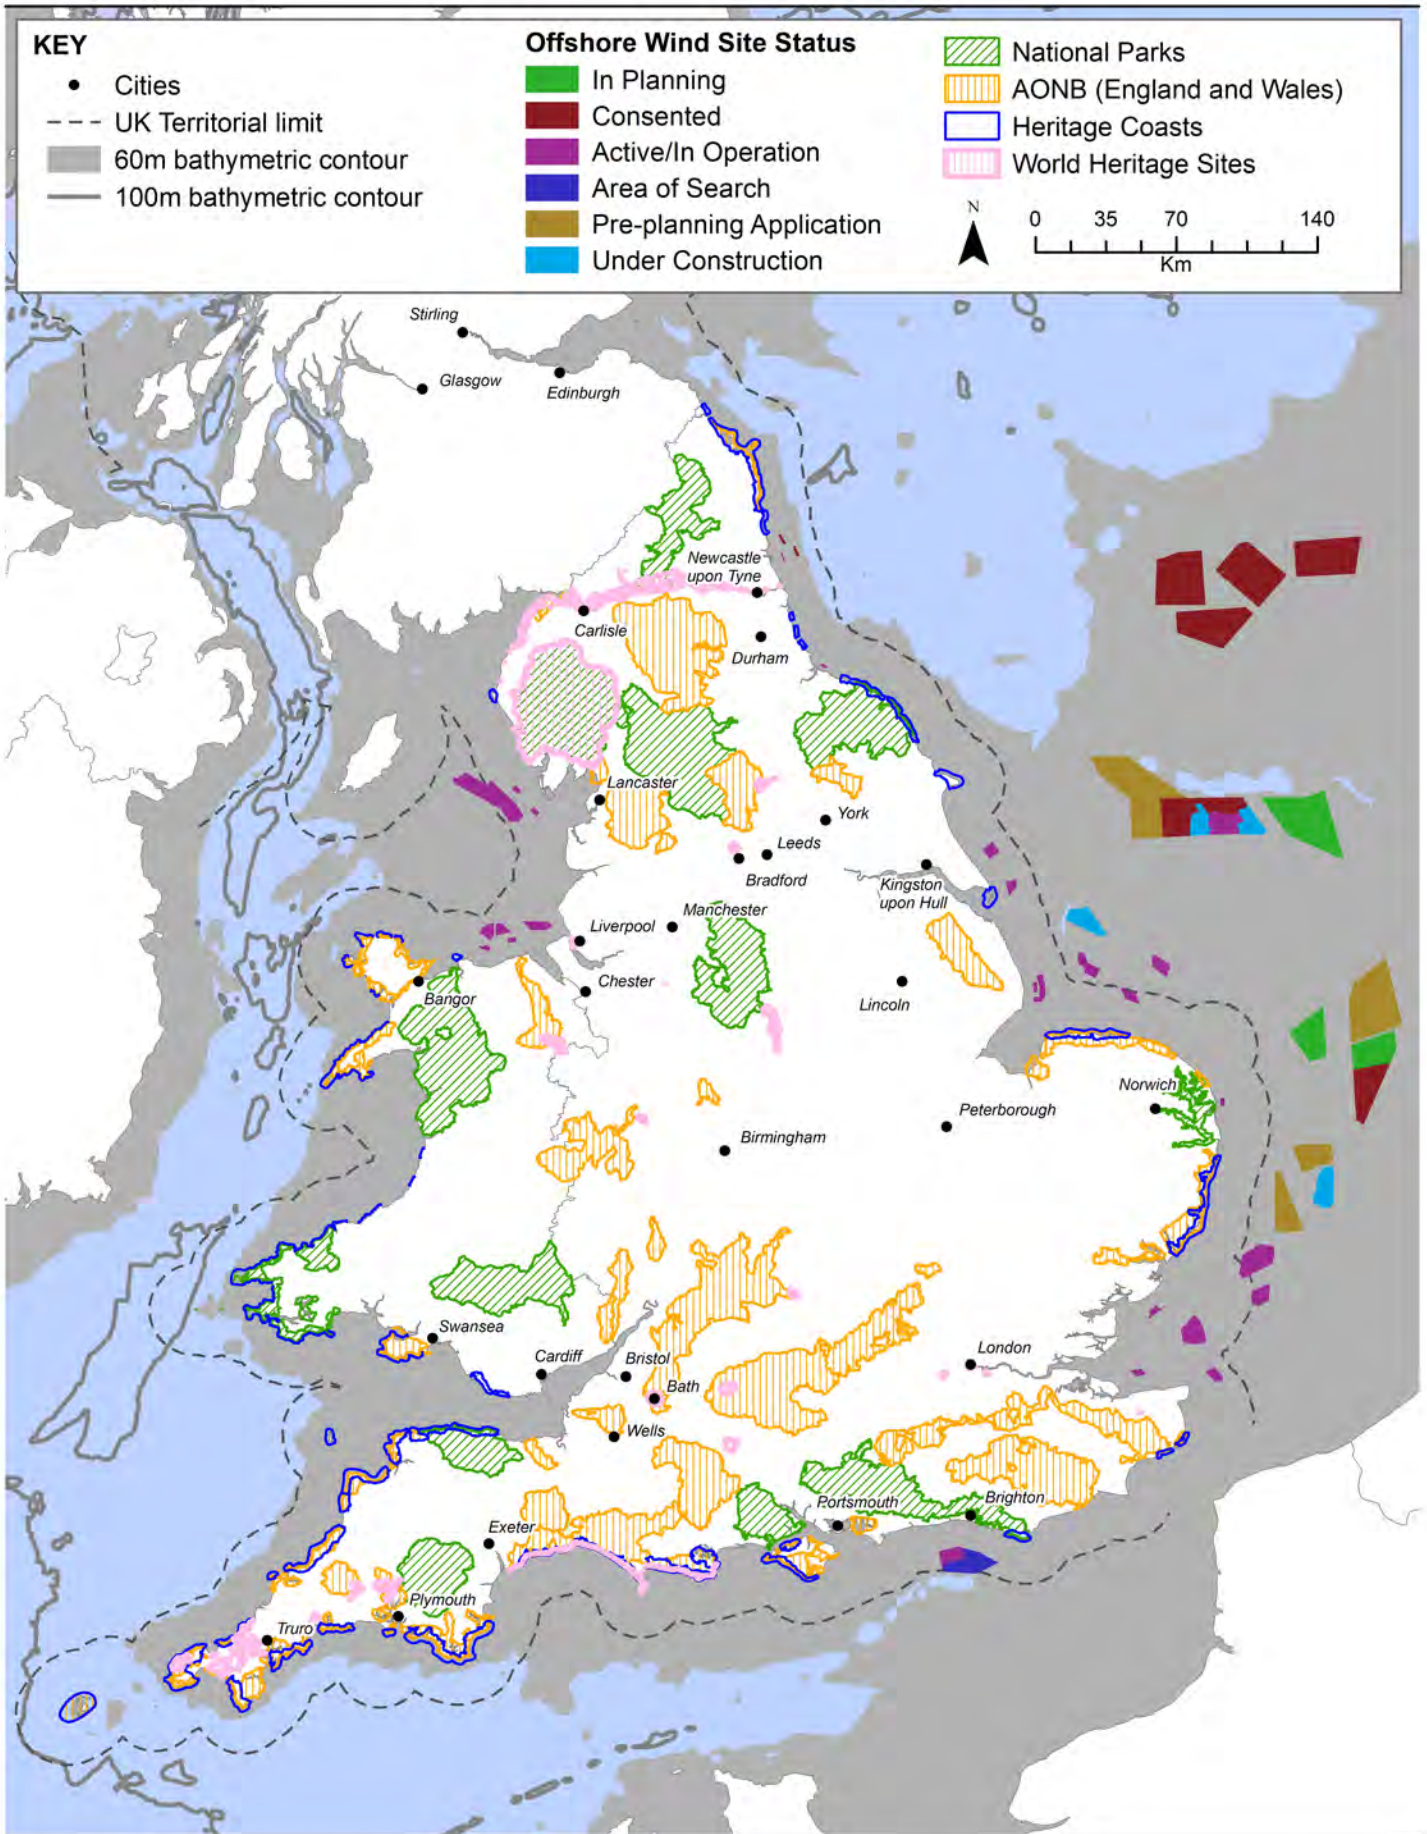 KEY
Cities
UK Territorial limit
60m bathymetric contour
100m bathymetric contour
Offshore Wind Site Status
In Planning
Consented
Active/In Operation
Area of Search
Pre-planning Application
Under Construction
National Parks
AONB (England and Wales)
Heritage Coasts
World Heritage Sites
N
0 35 70 140
Km
Stirling
Glasgow
Edinburgh
Newcastle
upon Tyne
Carlisle
Durham
Lancaster
York
Leeds
Bradford
Kingston
upon Hull
Manchester
Liverpool
Chester
Bangor
Lincoln
Norwich
Peterborough
Birmingham
Swansea
Cardiff
Bristol
Bath
London
Wells
Portsmouth
Brighton
Exeter
Plymouth
Truro